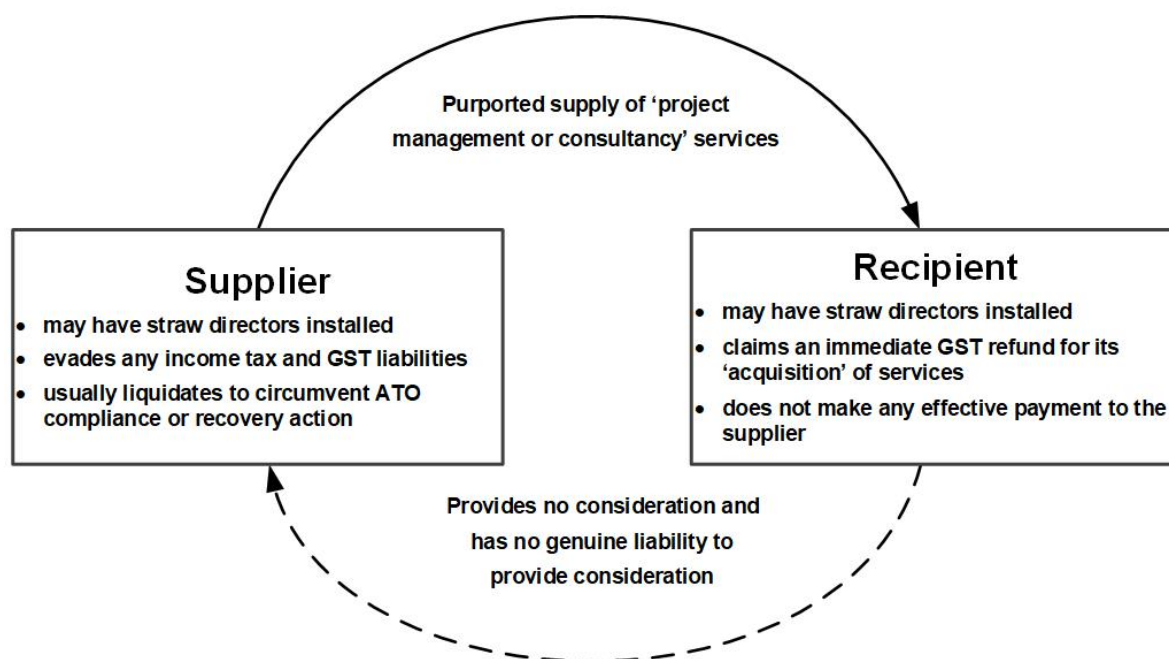 Purported supply of ‘project
management or consultancy’ services
Supplier
• may have straw directors installed
• evades any income tax and GST liabilities
• usually liquidates to circumvent ATO
compliance or recovery action
Recipient
• may have straw directors installed
• claims an immediate GST refund for its
‘acquisition’ of services
• does not make any effective payment to the
supplier
Provides no consideration and
has no genuine liability to
provide consideration